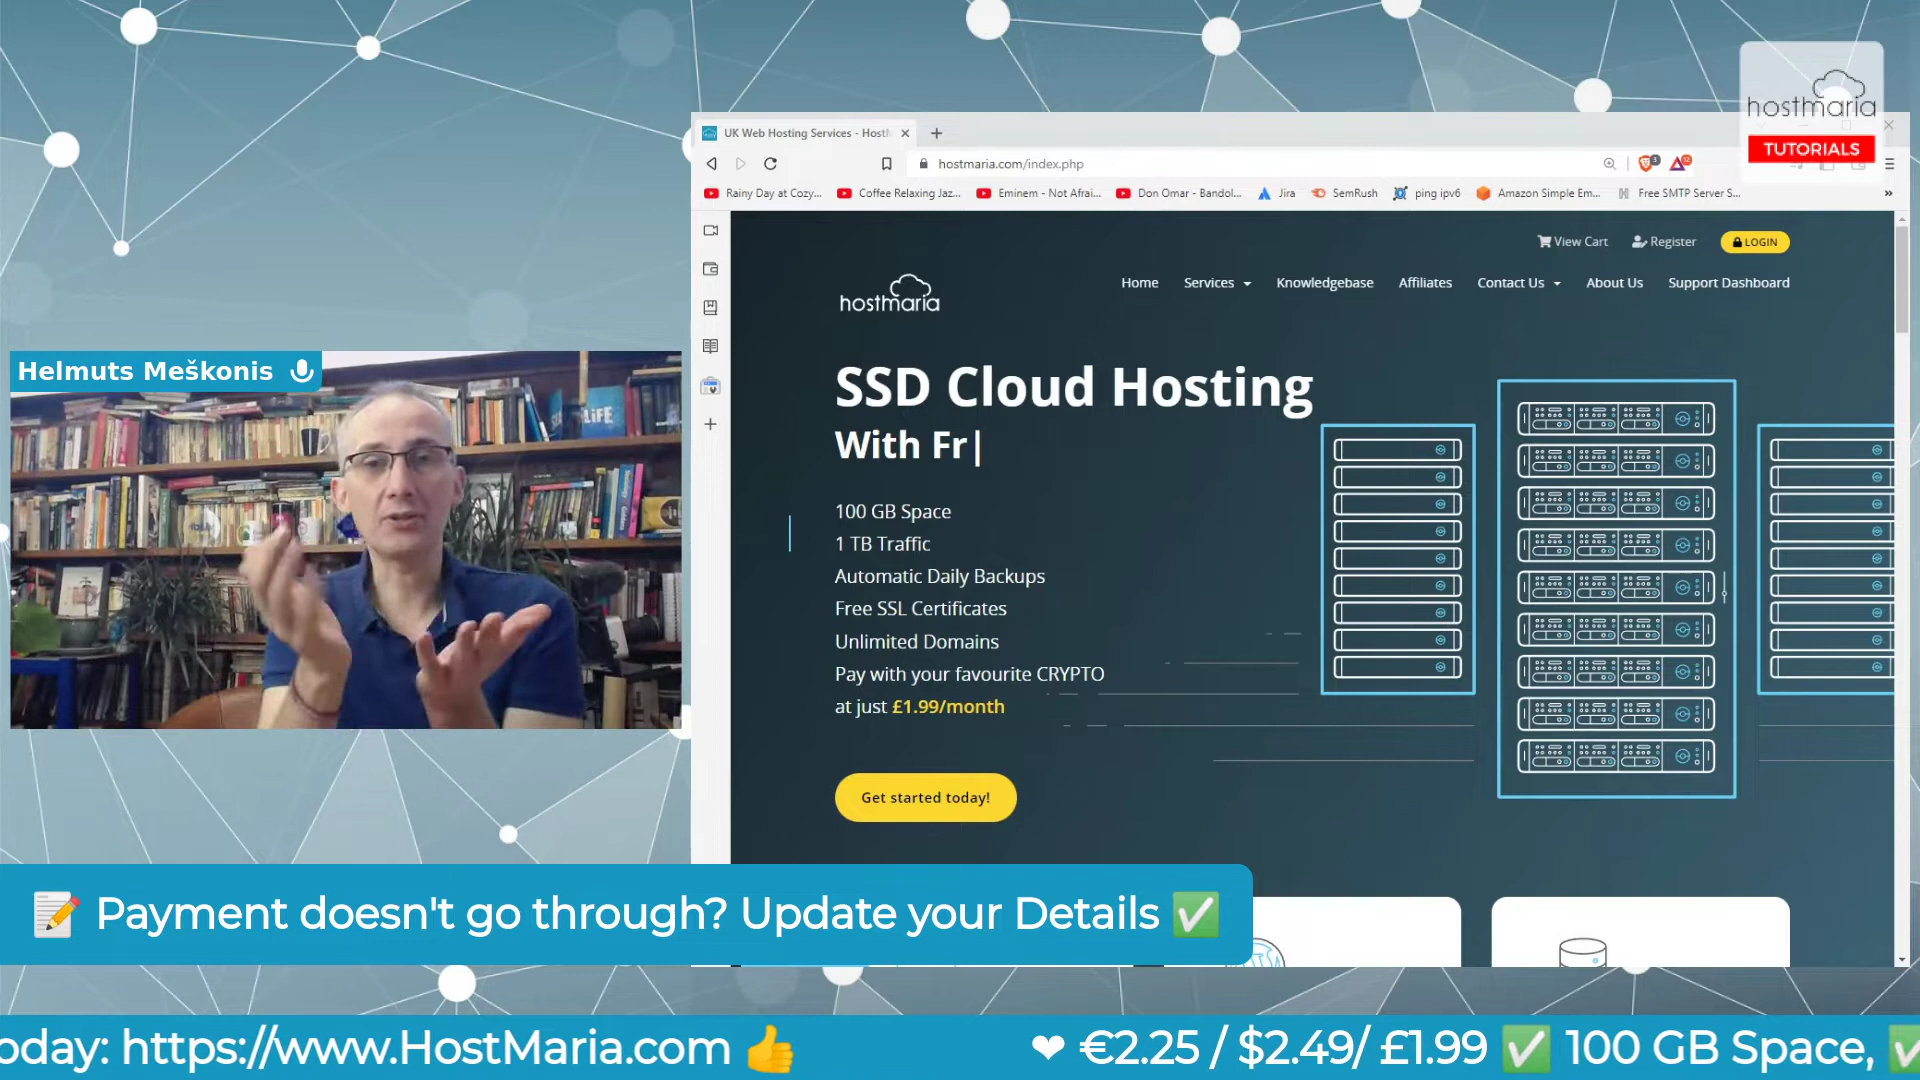 hostmaria
TUTORIALS
UK Web Hosting Services - Host
hostmaria.com/index.php
Rainy Day at Cozy... Coffee Relaxing Jaz... Eminem - Not Afrai... Don Omar - Bandol... Jira SemRush ping ipv6 Amazon Simple Em... Free SMTP Server S... »
View Cart Register LOGIN
hostmaria
Home Services Knowledgebase Affiliates Contact Us About Us Support Dashboard
Helmuts Meškonis
SSD Cloud Hosting
With Fr|
100 GB Space
1 TB Traffic
Automatic Daily Backups
Free SSL Certificates
Unlimited Domains
Pay with your favourite CRYPTO
at just £1.99/month
Get started today!
📝 Payment doesn't go through? Update your Details ✅
oday: https://www.HostMaria.com 👍 ❤ €2.25 / $2.49/ £1.99 ✅ 100 GB Space, ✅